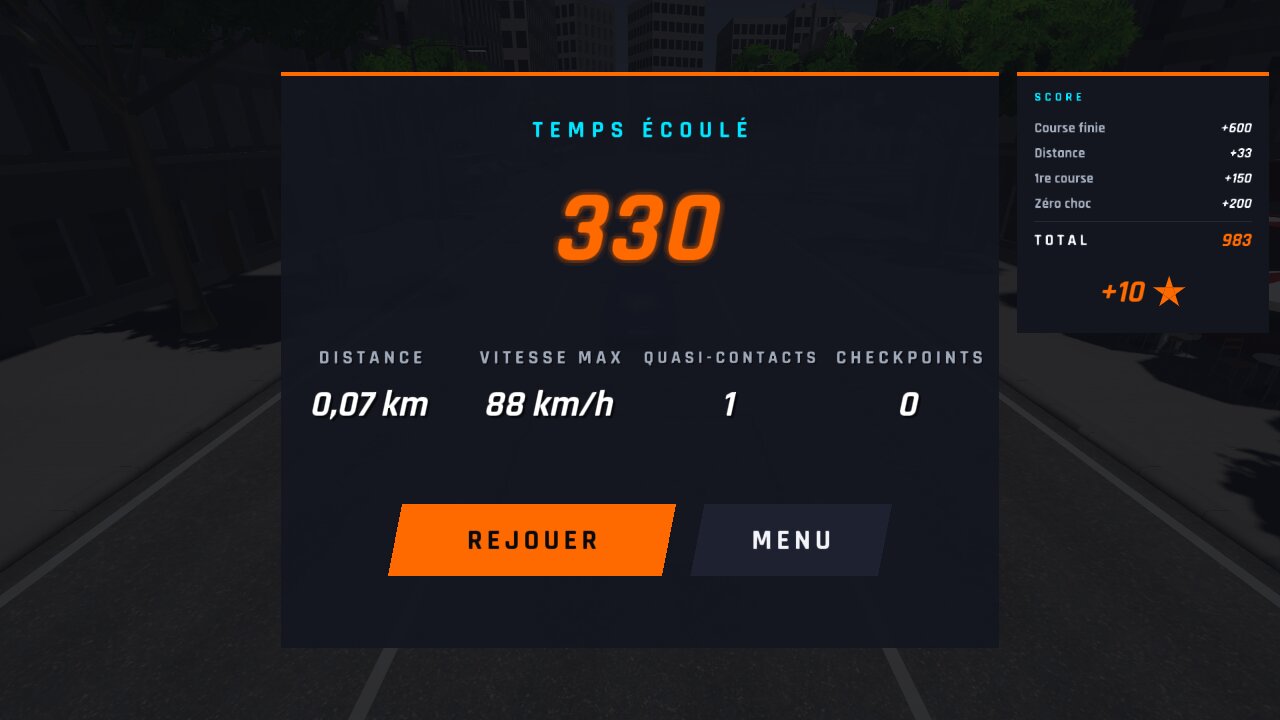 TEMPS ÉCOULÉ
330
DISTANCE VITESSE MAX QUASI-CONTACTS CHECKPOINTS
0,07 km 88 km/h 1 0
REJOUER MENU
SCORE
Course finie +600
Distance +33
1re course +150
Zéro choc +200
TOTAL 983
+10